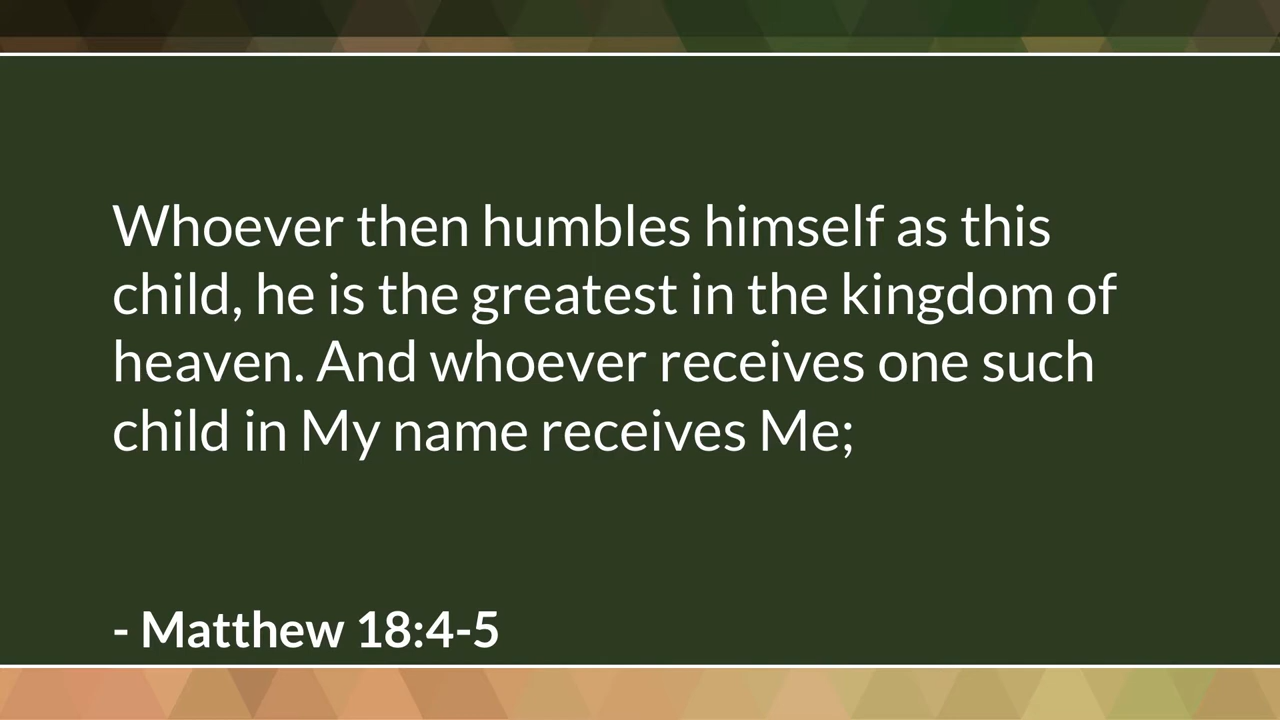 Whoever then humbles himself as this
child, he is the greatest in the kingdom of
heaven. And whoever receives one such
child in My name receives Me;
- Matthew 18:4-5